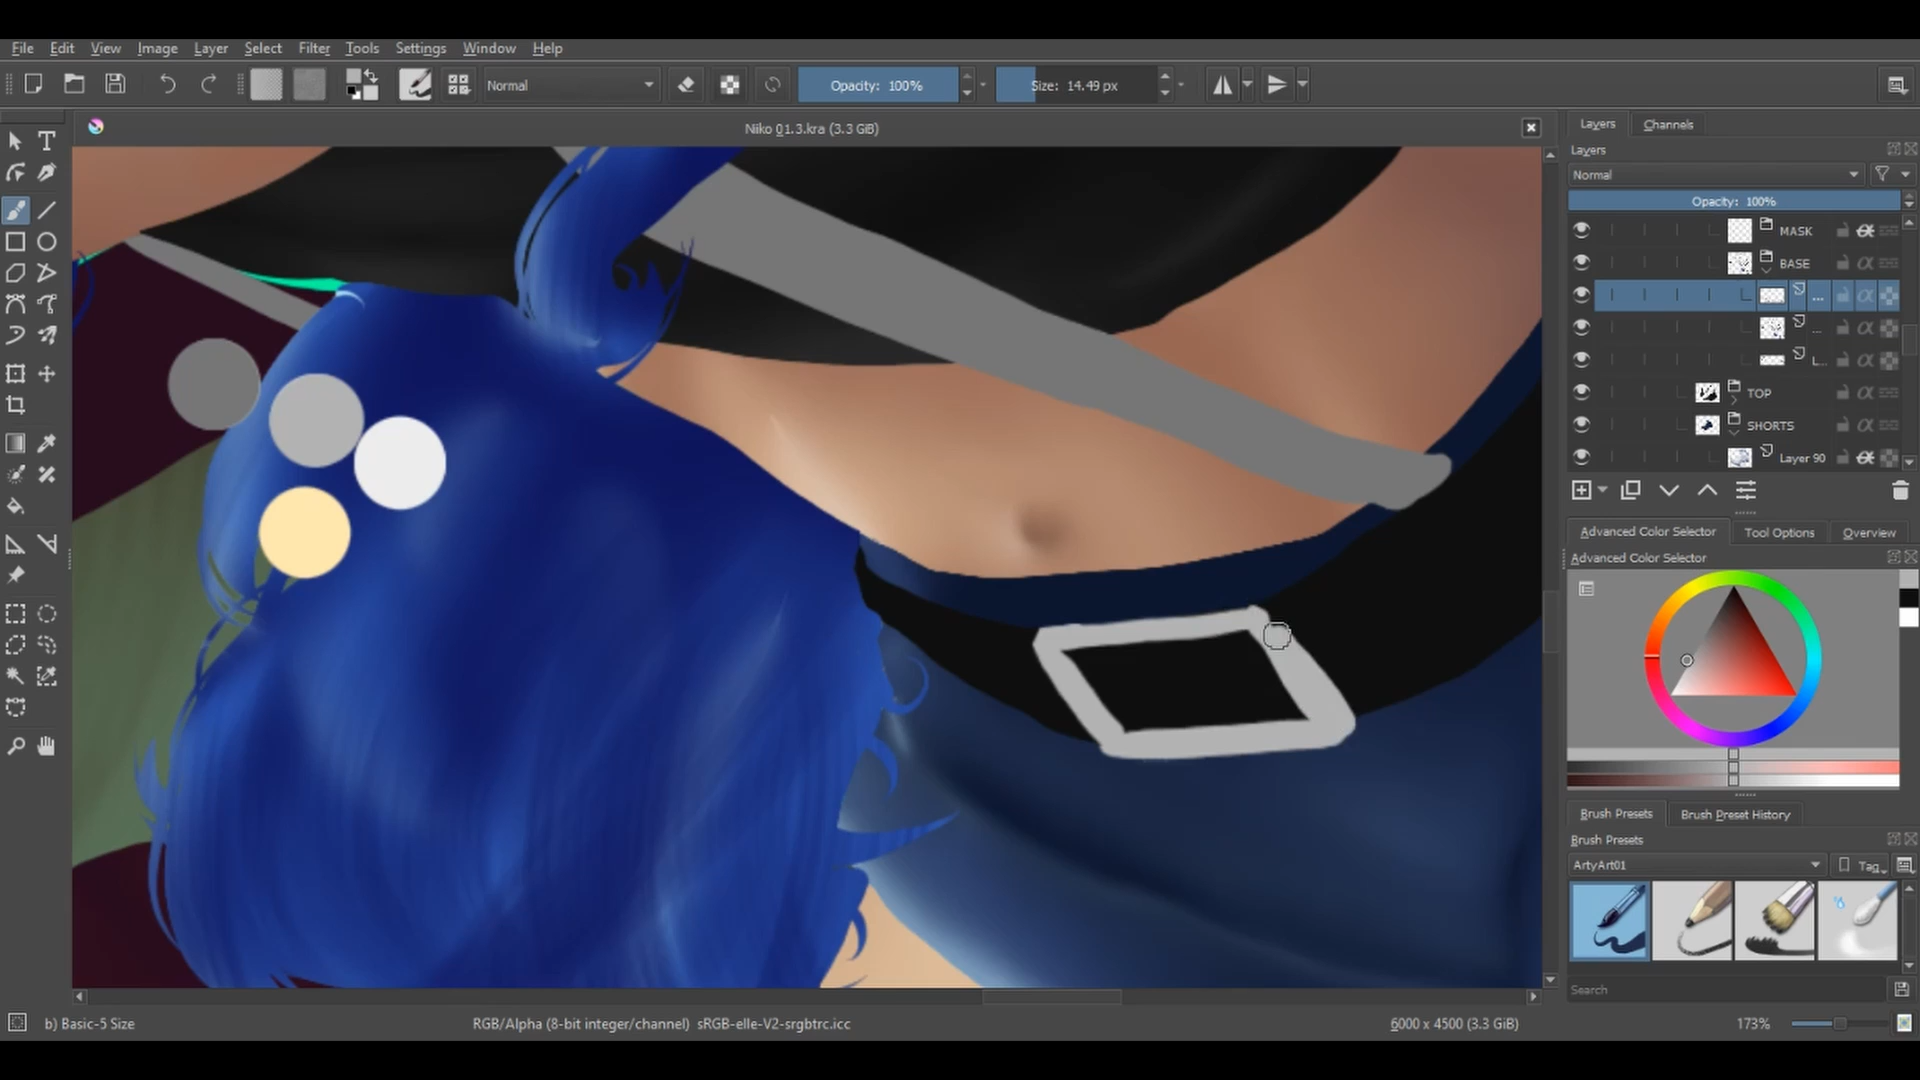 File Edit View Image Layer Select Filter Tools Settings Window Help
Normal Opacity: 100% Size: 14.49 px
Niko 01.3.kra (3.3 GiB)
Layers Channels
Layers
Normal
Opacity: 100%
MASK
BASE
...
...
L...
TOP
SHORTS
Layer 90
Advanced Color Selector Tool Options Overview
Advanced Color Selector
Brush Presets Brush Preset History
Brush Presets
ArtyArt01 Tag
Search
b) Basic-5 Size RGB/Alpha (8-bit integer/channel) sRGB-elle-V2-srgbtrc.icc 6000 x 4500 (3.3 GiB) 173%